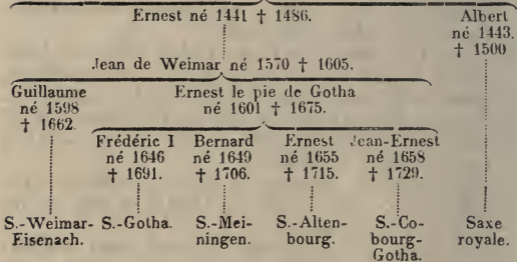 Ernest né 1441 † 1486. Albert
né 1443.
† 1500
Jean de Weimar né 1570 † 1605.
Guillaume Ernest le pie de Gotha
né 1598 né 1601 † 1675.
† 1662.
Frédéric I Bernard Ernest Jean-Ernest
né 1646 né 1649 né 1655 né 1658
† 1691. † 1706. † 1715. † 1729.
S.-Weimar- S.-Gotha. S.-Mei- S.-Alten- S.-Co- Saxe
Eisenach. ningen. bourg. bourg- royale.
Gotha.